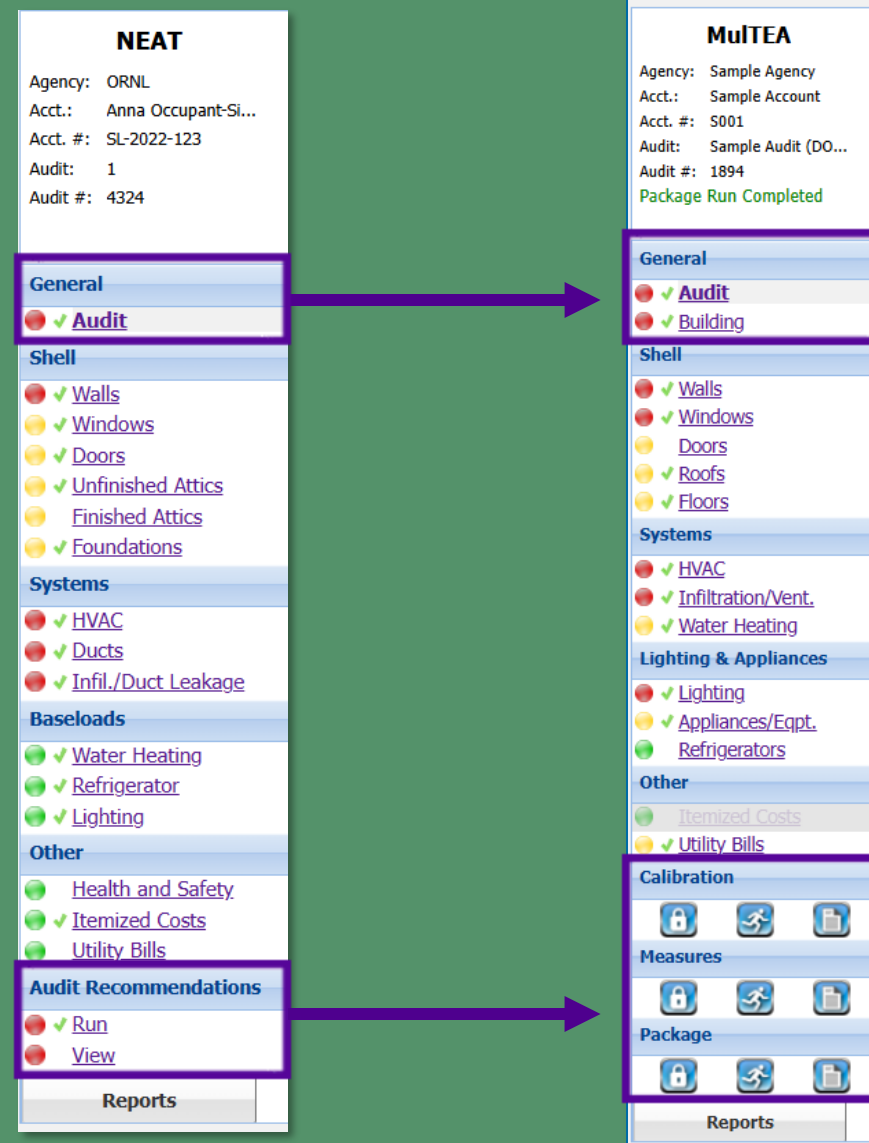 NEAT
Agency: ORNL
Acct.: Anna Occupant-Si...
Acct. #: SL-2022-123
Audit: 1
Audit #: 4324
General
Audit
Shell
Walls
Windows
Doors
Unfinished Attics
Finished Attics
Foundations
Systems
HVAC
Ducts
Infil./Duct Leakage
Baseloads
Water Heating
Refrigerator
Lighting
Other
Health and Safety
Itemized Costs
Utility Bills
Audit Recommendations
Run
View
Reports
MulTEA
Agency: Sample Agency
Acct.: Sample Account
Acct. #: S001
Audit: Sample Audit (DO...
Audit #: 1894
Package Run Completed
General
Audit
Building
Shell
Walls
Windows
Doors
Roofs
Floors
Systems
HVAC
Infiltration/Vent.
Water Heating
Lighting & Appliances
Lighting
Appliances/Eqpt.
Refrigerators
Other
Itemized Costs
Utility Bills
Calibration
Measures
Package
Reports